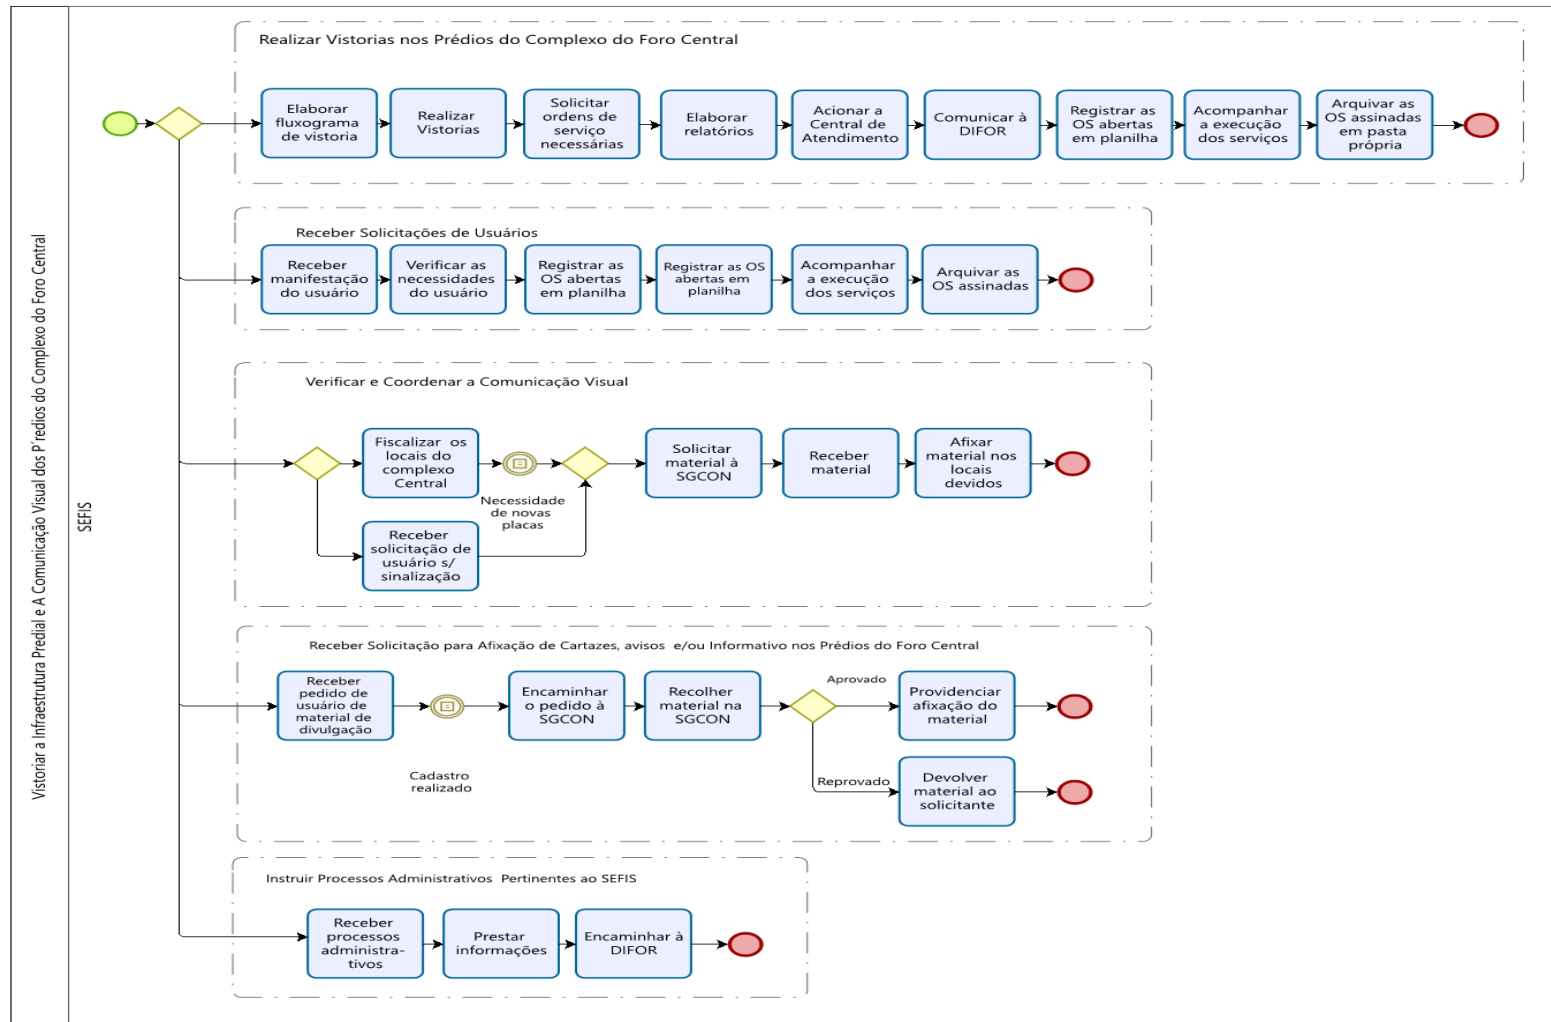 Vistoriar a Infraestrutura Predial e A Comunicação Visual dos P´redios do Complexo do Foro Central
SEFIS
Realizar Vistorias nos Prédios do Complexo do Foro Central
Elaborar
fluxograma
de vistoria
Realizar
Vistorias
Solicitar
ordens de
serviço
necessárias
Elaborar
relatórios
Acionar a
Central de
Atendimento
Comunicar à
DIFOR
Registrar as
OS abertas
em planilha
Acompanhar
a execução
dos serviços
Arquivar as
OS assinadas
em pasta
própria
Receber Solicitações de Usuários
Receber
manifestação
do usuário
Verificar as
necessidades
do usuário
Registrar as
OS abertas
em planilha
Registrar as OS
abertas em
planilha
Acompanhar
a execução
dos serviços
Arquivar as
OS assinadas
Verificar e Coordenar a Comunicação Visual
Fiscalizar os
locais do
complexo
Central
Necessidade
de novas
placas
Receber
solicitação de
usuário s/
sinalização
Solicitar
material à
SGCON
Receber
material
Afixar
material nos
locais
devidos
Receber Solicitação para Afixação de Cartazes, avisos e/ou Informativo nos Prédios do Foro Central
Receber
pedido de
usuário de
material de
divulgação
Cadastro
realizado
Encaminhar
o pedido à
SGCON
Recolher
material na
SGCON
Aprovado
Providenciar
afixação do
material
Reprovado
Devolver
material ao
solicitante
Instruir Processos Administrativos Pertinentes ao SEFIS
Receber
processos
administra-
tivos
Prestar
informações
Encaminhar à
DIFOR